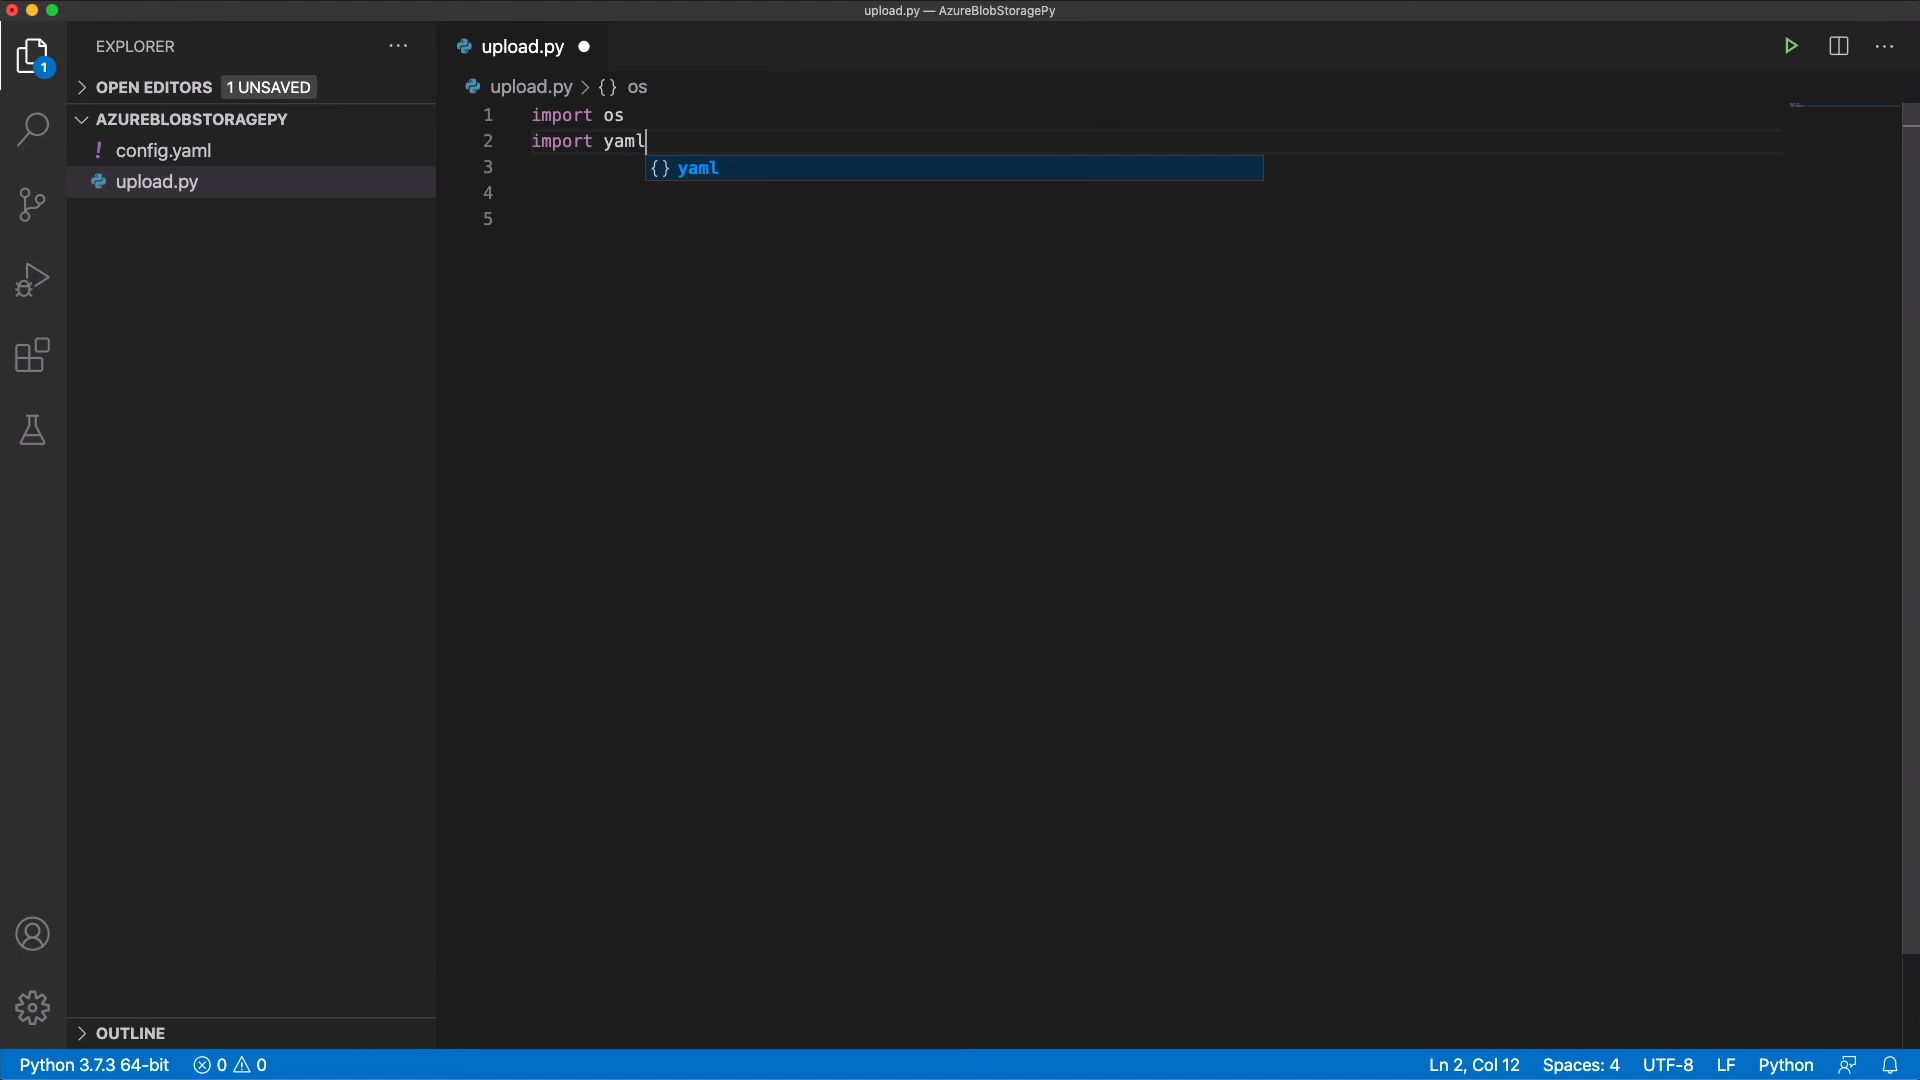 upload.py — AzureBlobStoragePy
EXPLORER
1
OPEN EDITORS 1 UNSAVED
AZUREBLOBSTORAGEPY
config.yaml
upload.py
OUTLINE
upload.py
upload.py > {} os
1 import os
2 import yaml
3 {} yaml
4
5
Python 3.7.3 64-bit 0 0 Ln 2, Col 12 Spaces: 4 UTF-8 LF Python